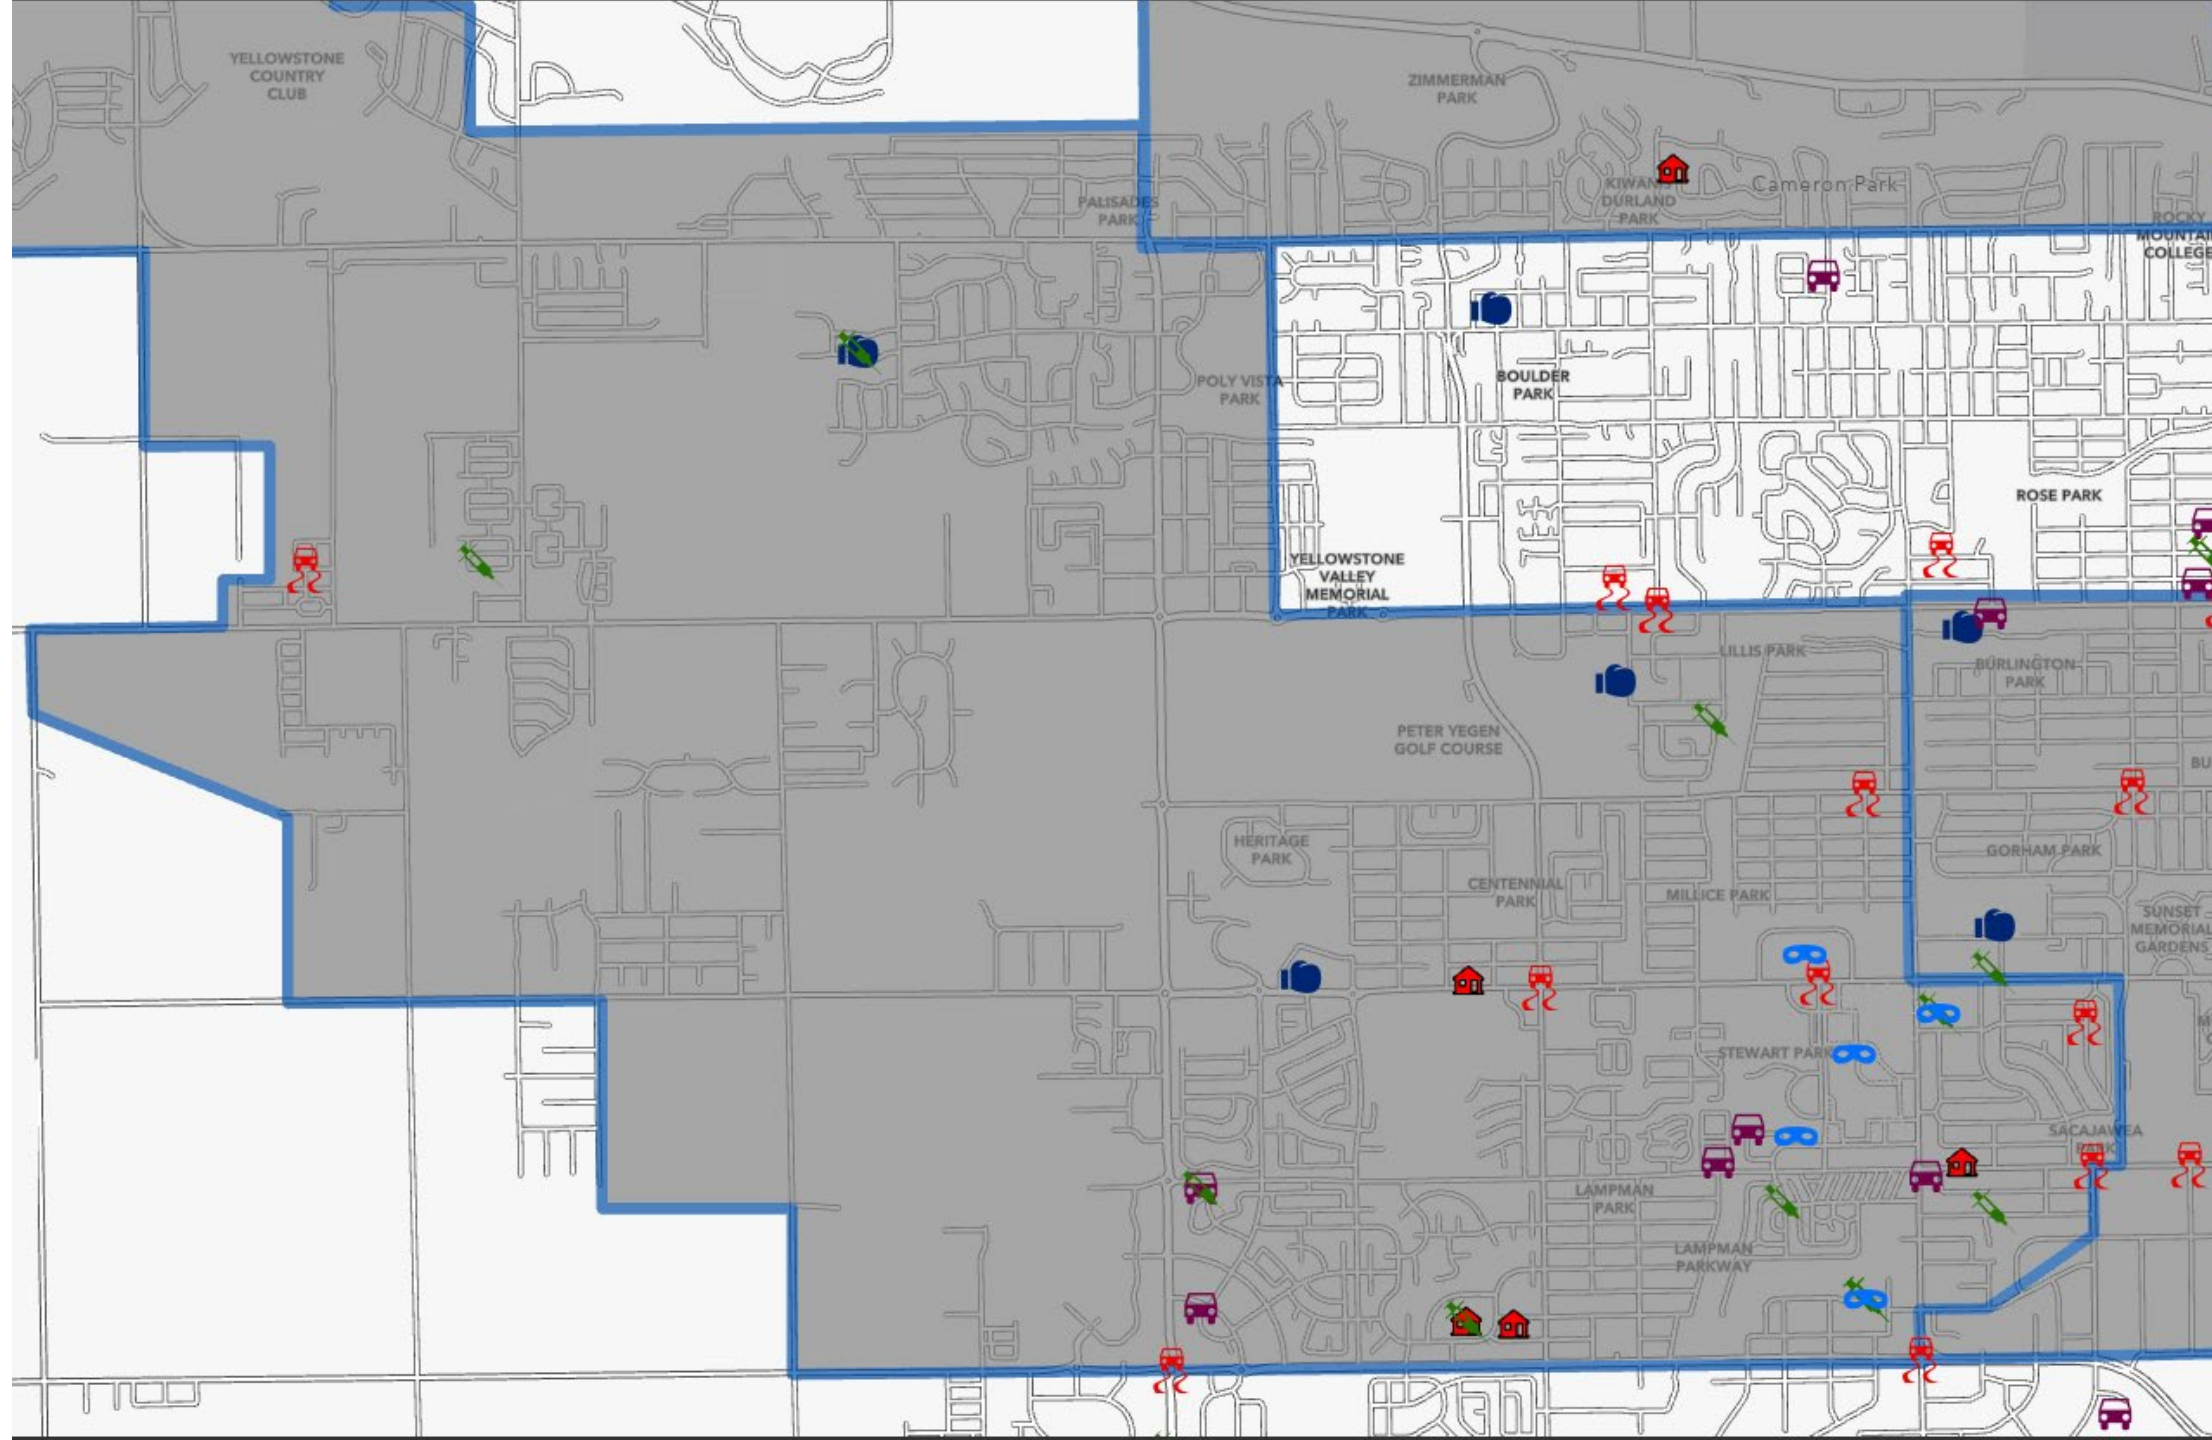 YELLOWSTONE
COUNTRY
CLUB
ZIMMERMAN
PARK
KIWANIS
DURLAND
PARK
Cameron Park
PALISADES
PARK
ROCKY
MOUNTAIN
COLLEGE
POLY VISTA
PARK
BOULDER
PARK
ROSE PARK
YELLOWSTONE
VALLEY
MEMORIAL
PARK
LILLIS PARK
BURLINGTON
PARK
PETER YEGEN
GOLF COURSE
BU
HERITAGE
PARK
GORHAM PARK
CENTENNIAL
PARK
MILLICE PARK
SUNSET
MEMORIAL
GARDENS
STEWART PARK
SACAJAWEA
PARK
LAMPMAN
PARK
LAMPMAN
PARKWAY